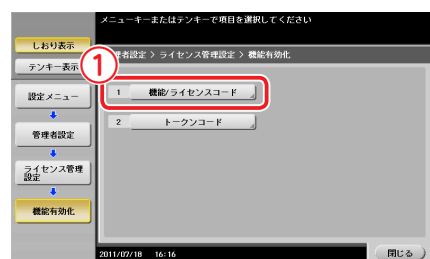 メニューキーまたはテンキーで項目を選択してください
しおり表示
テンキー表示
1
者設定 > ライセンス管理設定 > 機能有効化
設定メニュー
1 機能/ライセンスコード
2 トークンコード
管理者設定
ライセンス管理
設定
機能有効化
2011/07/18 16:16
閉じる